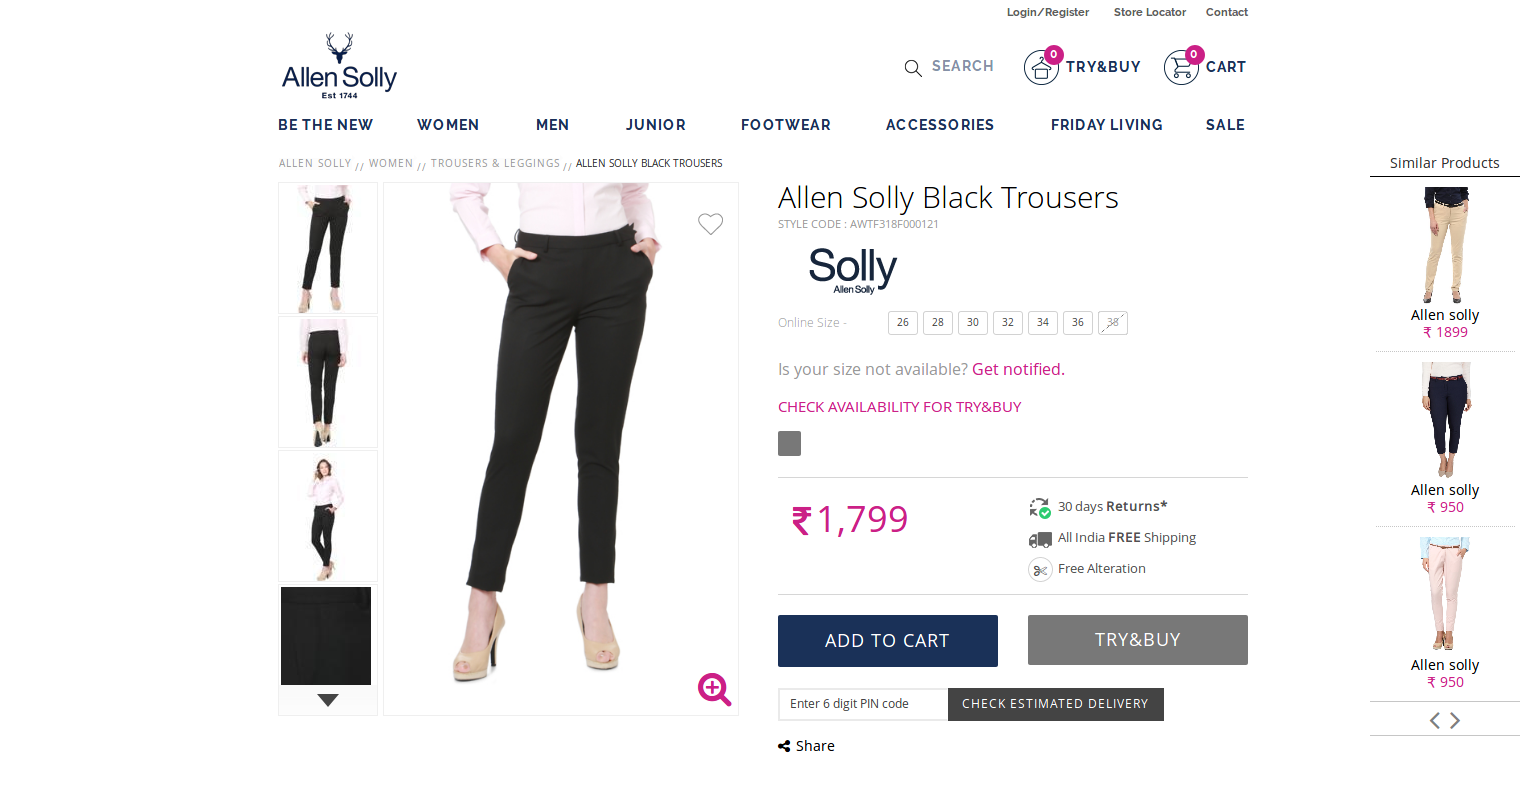 Login/Register Store Locator Contact
Allen Solly
Est 1744
SEARCH 0 TRY&BUY 0 CART
BE THE NEW WOMEN MEN JUNIOR FOOTWEAR ACCESSORIES FRIDAY LIVING SALE
ALLEN SOLLY // WOMEN // TROUSERS & LEGGINGS // ALLEN SOLLY BLACK TROUSERS
Allen Solly Black Trousers
STYLE CODE : AWTF318F000121
Solly
Allen Solly
Online Size - 26 28 30 32 34 36 38
Is your size not available? Get notified.
CHECK AVAILABILITY FOR TRY&BUY
₹1,799
30 days Returns*
All India FREE Shipping
Free Alteration
ADD TO CART TRY&BUY
Enter 6 digit PIN code CHECK ESTIMATED DELIVERY
Share
Similar Products
Allen solly
₹ 1899
Allen solly
₹ 950
Allen solly
₹ 950